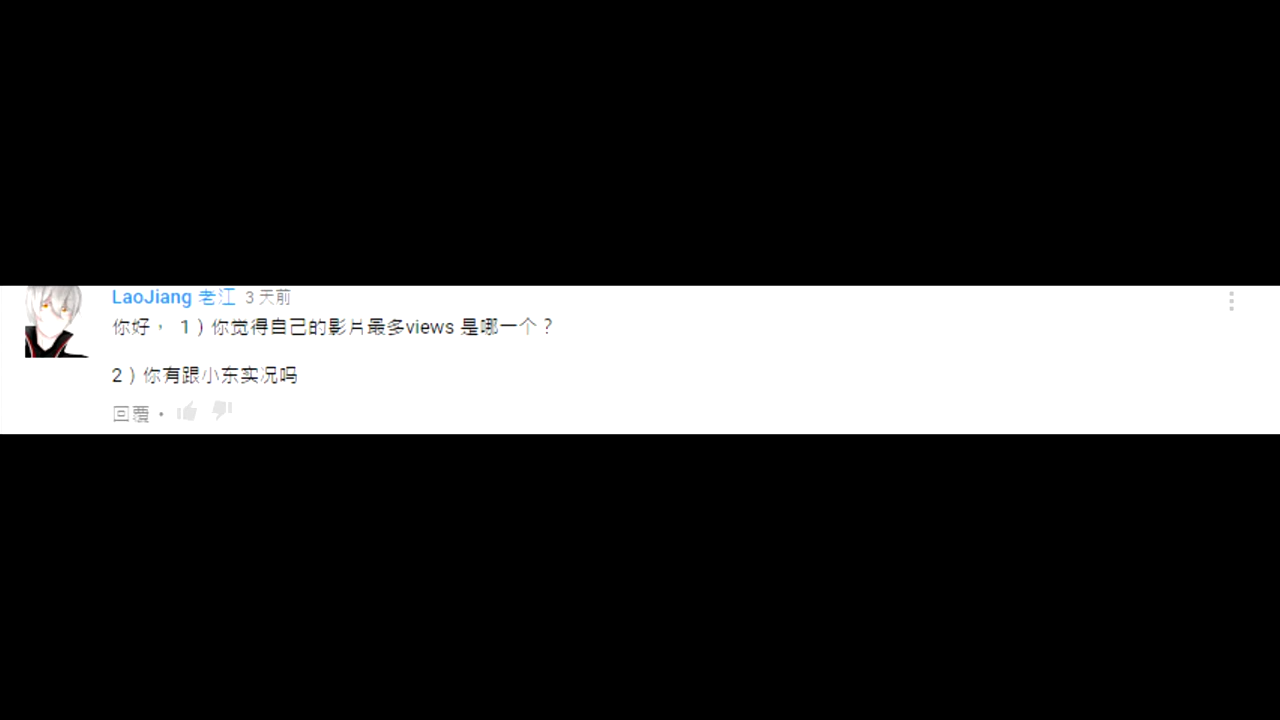 LaoJiang 老江 3 天前
你好， 1）你觉得自己的影片最多views 是哪一个？
2）你有跟小东实况吗
回覆 •